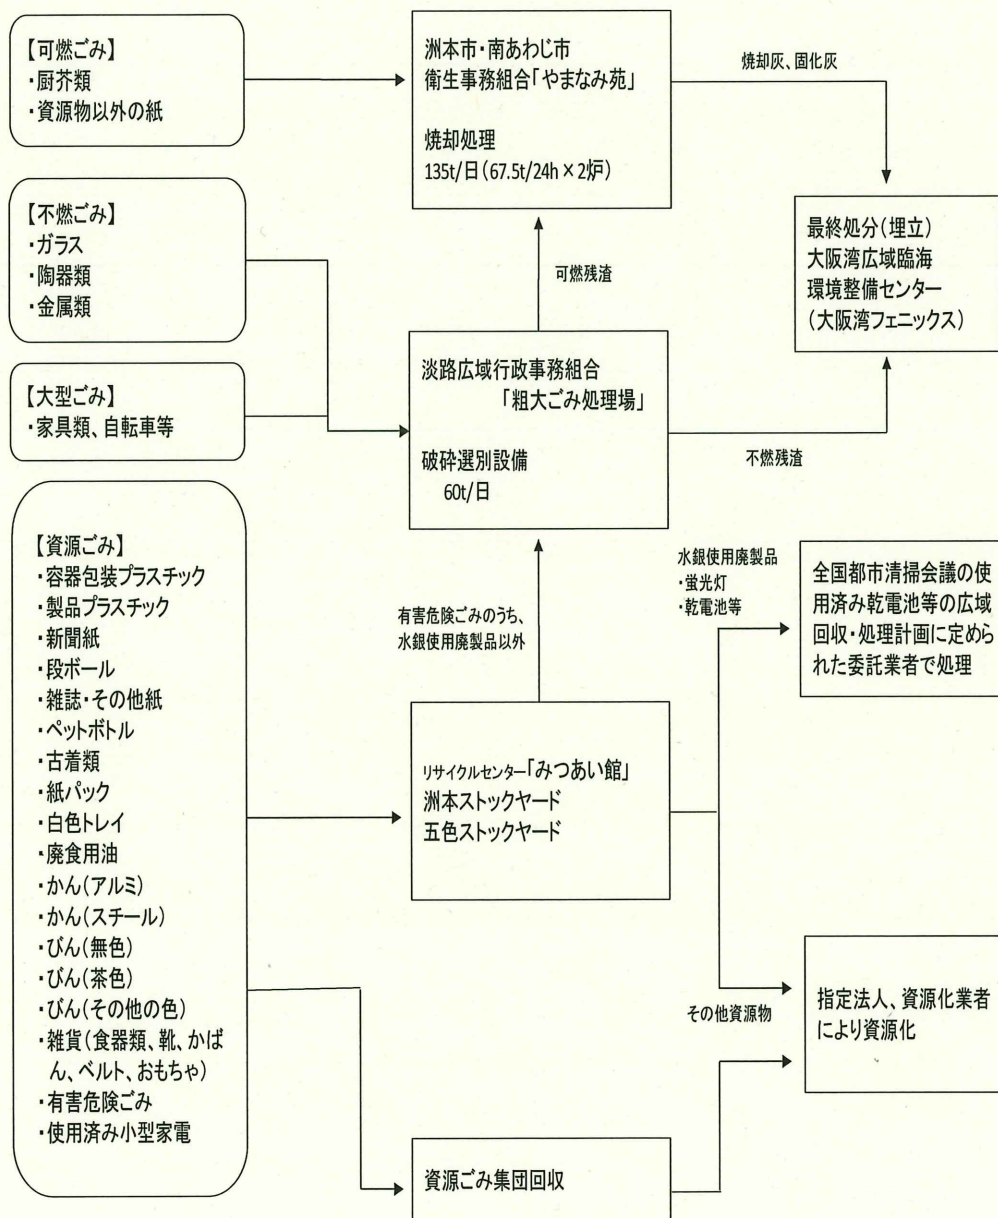 【可燃ごみ】
・厨芥類
・資源物以外の紙
洲本市・南あわじ市
衛生事務組合「やまなみ苑」
焼却処理
135t/日(67.5t/24h×2炉)
焼却灰、固化灰
【不燃ごみ】
・ガラス
・陶器類
・金属類
可燃残渣
最終処分(埋立)
大阪湾広域臨海
環境整備センター
(大阪湾フェニックス)
【大型ごみ】
・家具類、自転車等
淡路広域行政事務組合
「粗大ごみ処理場」
破砕選別設備
60t/日
不燃残渣
【資源ごみ】
・容器包装プラスチック
・製品プラスチック
・新聞紙
・段ボール
・雑誌・その他紙
・ペットボトル
・古着類
・紙パック
・白色トレイ
・廃食用油
・かん(アルミ)
・かん(スチール)
・びん(無色)
・びん(茶色)
・びん(その他の色)
・雑貨(食器類、靴、かば
ん、ベルト、おもちゃ)
・有害危険ごみ
・使用済み小型家電
有害危険ごみのうち、
水銀使用廃製品以外
水銀使用廃製品
・蛍光灯
・乾電池等
全国都市清掃会議の使
用済み乾電池等の広域
回収・処理計画に定めら
れた委託業者で処理
リサイクルセンター「みつあい館」
洲本ストックヤード
五色ストックヤード
その他資源物
指定法人、資源化業者
により資源化
資源ごみ集団回収